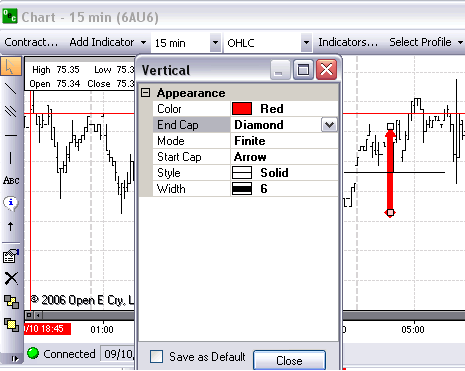 Chart - 15 min (6AU6)
Contract... Add Indicator 15 min OHLC Indicators... Select Profile
High 75.35 Low 75.3
Open 75.34 Close 75.3
Vertical
Appearance
Color Red
End Cap Diamond
Mode Finite
Start Cap Arrow
Style Solid
Width 6
ABC
© 2006 Open E Cry, L
/10 18:45 01:00 05:00
Connected 09/10,
Save as Default Close